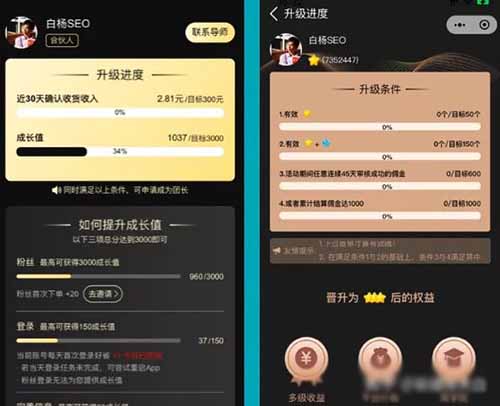 白杨SEO
合伙人
联系导师
升级进度
近30天确认收货收入 2.81元/目标300元
0%
成长值 1037/目标3000
34%
同时满足以上条件，可申请成为团长
如何提升成长值
以下三项总分达到3000即可
粉丝 最高可获得3000成长值
960/3000
粉丝首次下单 +20 去邀请>
登录 最高可获得150成长值
37/150
当前账号每天首次登录好省
·若当天登录任务未完成，可尝试重启App
·粉丝登录无法为您提供成长值
升级进度
白杨SEO
(7352447)
升级条件
1.有效 0个/目标50个
0%
2.有效 + 0个/目标150个
0%
3.活动期间任意连续45天审核成功的佣金 0/目标600
0%
4.或者累计结算佣金达1000 0/目标1000
0%
友情提示:
2. 在满足条件1与2的基础上，条件3与4满足其中
晋升为 后的权益
多级收益